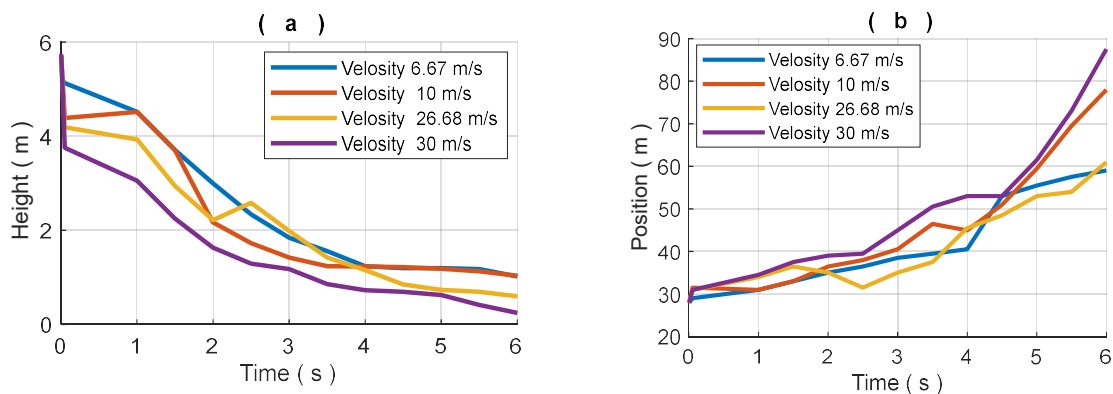 ( a )
6
4
2
0
Height ( m )
0 1 2 3 4 5 6
Time ( s )
Velosity 6.67 m/s
Velosity 10 m/s
Velosity 26.68 m/s
Velosity 30 m/s
( b )
90
80
70
60
50
40
30
20
Position ( m )
0 1 2 3 4 5 6
Time ( s )
Velosity 6.67 m/s
Velosity 10 m/s
Velosity 26.68 m/s
Velosity 30 m/s